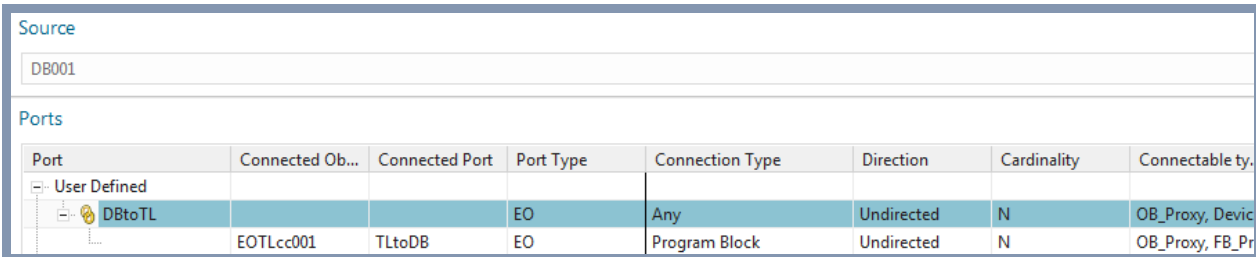 Source
DB001
Ports
Port Connected Ob... Connected Port Port Type Connection Type Direction Cardinality Connectable ty.
User Defined
DBtoTL EO Any Undirected N OB_Proxy, Devic
EOTLcc001 TLtoDB EO Program Block Undirected N OB_Proxy, FB_Pr